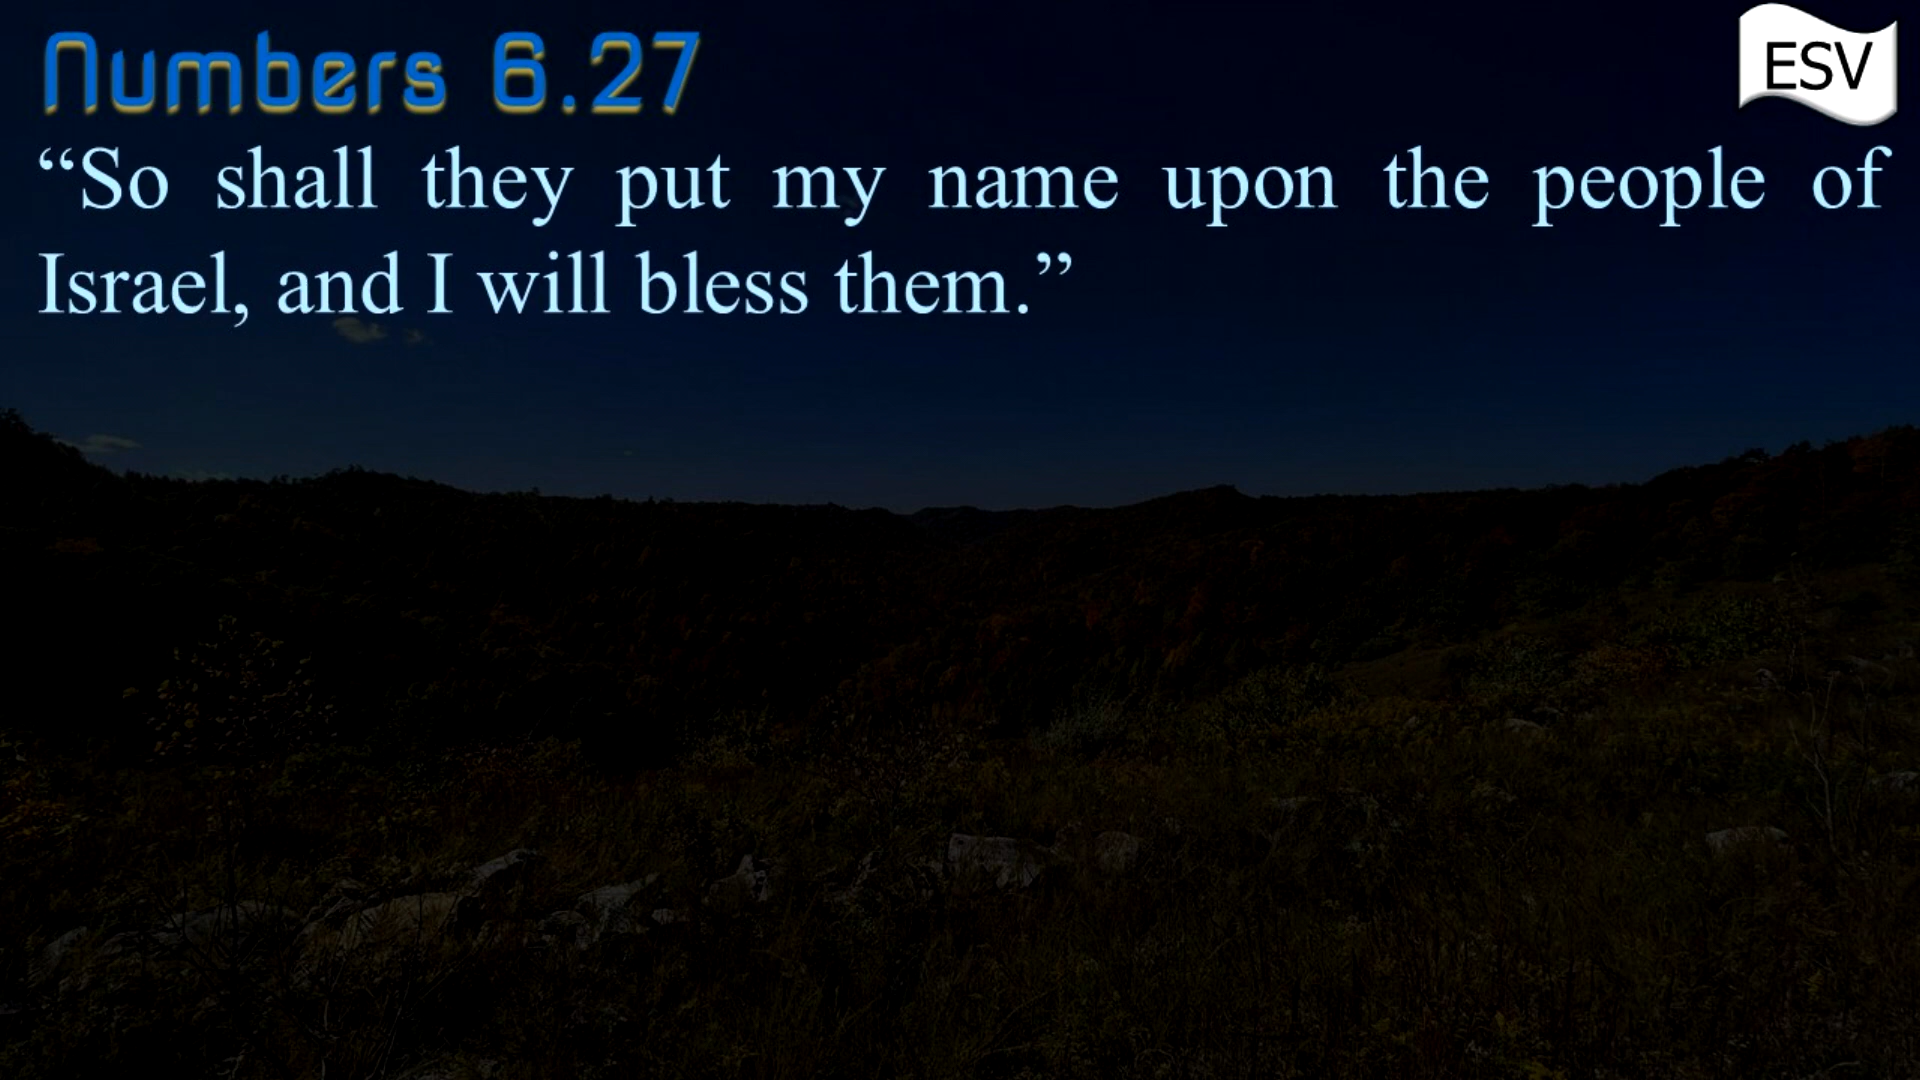 Numbers 6.27
ESV
“So shall they put my name upon the people of
Israel, and I will bless them.”